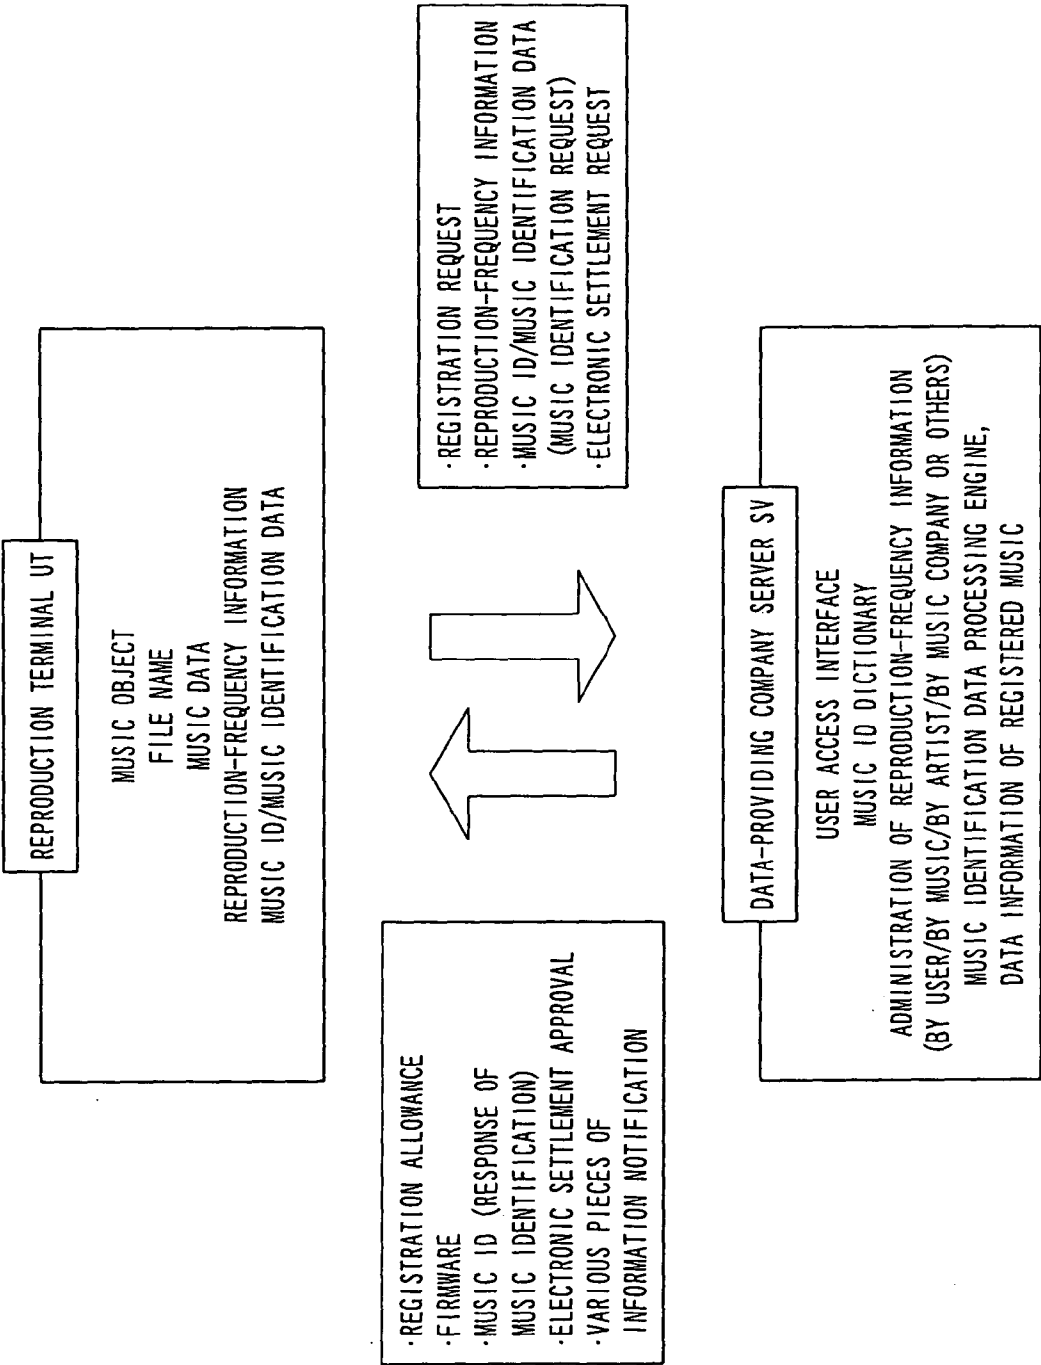 REPRODUCTION TERMINAL UT
MUSIC OBJECT
FILE NAME
MUSIC DATA
REPRODUCTION-FREQUENCY INFORMATION
MUSIC ID/MUSIC IDENTIFICATION DATA
·REGISTRATION ALLOWANCE
·FIRMWARE
·MUSIC ID (RESPONSE OF
MUSIC IDENTIFICATION)
·ELECTRONIC SETTLEMENT APPROVAL
·VARIOUS PIECES OF
INFORMATION NOTIFICATION
·REGISTRATION REQUEST
·REPRODUCTION-FREQUENCY INFORMATION
·MUSIC ID/MUSIC IDENTIFICATION DATA
(MUSIC IDENTIFICATION REQUEST)
·ELECTRONIC SETTLEMENT REQUEST
DATA-PROVIDING COMPANY SERVER SV
USER ACCESS INTERFACE
MUSIC ID DICTIONARY
ADMINISTRATION OF REPRODUCTION-FREQUENCY INFORMATION
(BY USER/BY MUSIC/BY ARTIST/BY MUSIC COMPANY OR OTHERS)
MUSIC IDENTIFICATION DATA PROCESSING ENGINE,
DATA INFORMATION OF REGISTERED MUSIC